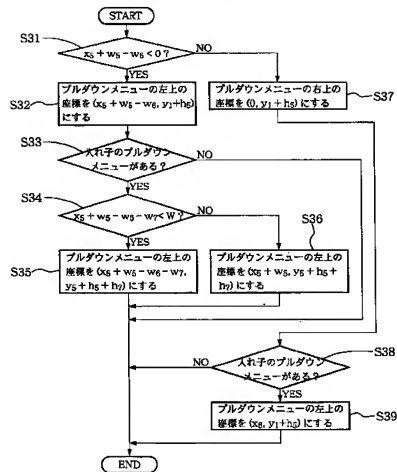 START
S31
x₅ + w₅ - w₆ < 0 ?
NO
YES
S32
プルダウンメニューの左上の
座標を (x₅ + w₅ - w₆, y₁+h₅)
にする
プルダウンメニューの右上の
座標を (0, y₁ + h₅) にする
S37
S33
入れ子のプルダウン
メニューがある?
NO
YES
S34
x₅ + w₅ - w₅ - w₇< W ?
NO
YES
S36
S35
プルダウンメニューの左上の
座標を (x₅ + w₅ - w₆ - w₇,
y₅ + h₅ + h₇) にする
プルダウンメニューの左上の
座標を (x₅ + w₅, y₅ + h₅ +
h₇) にする
S38
NO
入れ子のプルダウン
メニューがある?
YES
プルダウンメニューの左上の
座標を (x₆, y₁+h₅) にする
S39
END